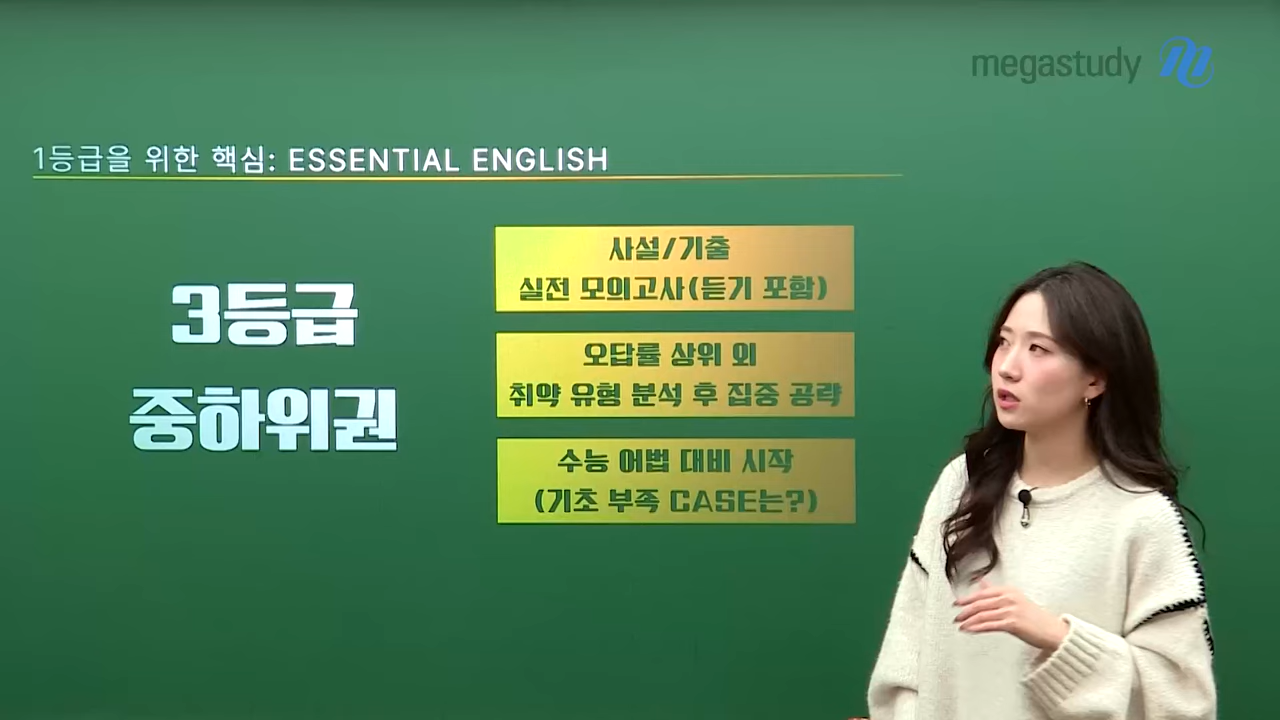 megastudy
1등급을 위한 핵심: ESSENTIAL ENGLISH
3등급
중하위권
사설/기출
실전 모의고사(듣기 포함)
오답률 상위 외
취약 유형 분석 후 집중 공략
수능 어법 대비 시작
(기초 부족 CASE는?)